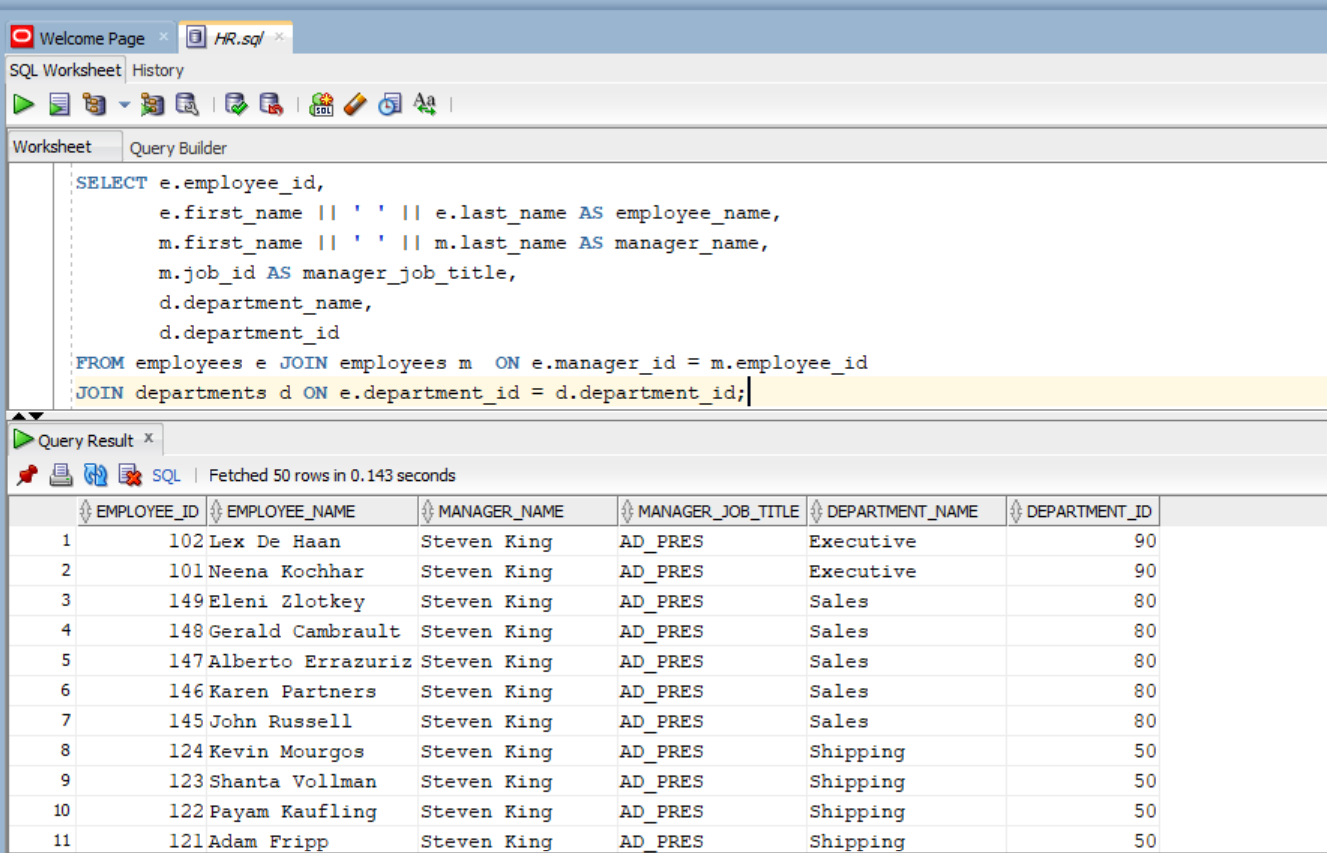 Welcome Page HR.sql
SQL Worksheet History
Worksheet Query Builder
SELECT e.employee_id,
e.first_name || ' ' || e.last_name AS employee_name,
m.first_name || ' ' || m.last_name AS manager_name,
m.job_id AS manager_job_title,
d.department_name,
d.department_id
FROM employees e JOIN employees m  ON e.manager_id = m.employee_id
JOIN departments d ON e.department_id = d.department_id;
Query Result x
SQL | Fetched 50 rows in 0.143 seconds
EMPLOYEE_ID EMPLOYEE_NAME MANAGER_NAME MANAGER_JOB_TITLE DEPARTMENT_NAME DEPARTMENT_ID
1 102 Lex De Haan Steven King AD_PRES Executive 90
2 101 Neena Kochhar Steven King AD_PRES Executive 90
3 149 Eleni Zlotkey Steven King AD_PRES Sales 80
4 148 Gerald Cambrault Steven King AD_PRES Sales 80
5 147 Alberto Errazuriz Steven King AD_PRES Sales 80
6 146 Karen Partners Steven King AD_PRES Sales 80
7 145 John Russell Steven King AD_PRES Sales 80
8 124 Kevin Mourgos Steven King AD_PRES Shipping 50
9 123 Shanta Vollman Steven King AD_PRES Shipping 50
10 122 Payam Kaufling Steven King AD_PRES Shipping 50
11 121 Adam Fripp Steven King AD_PRES Shipping 50